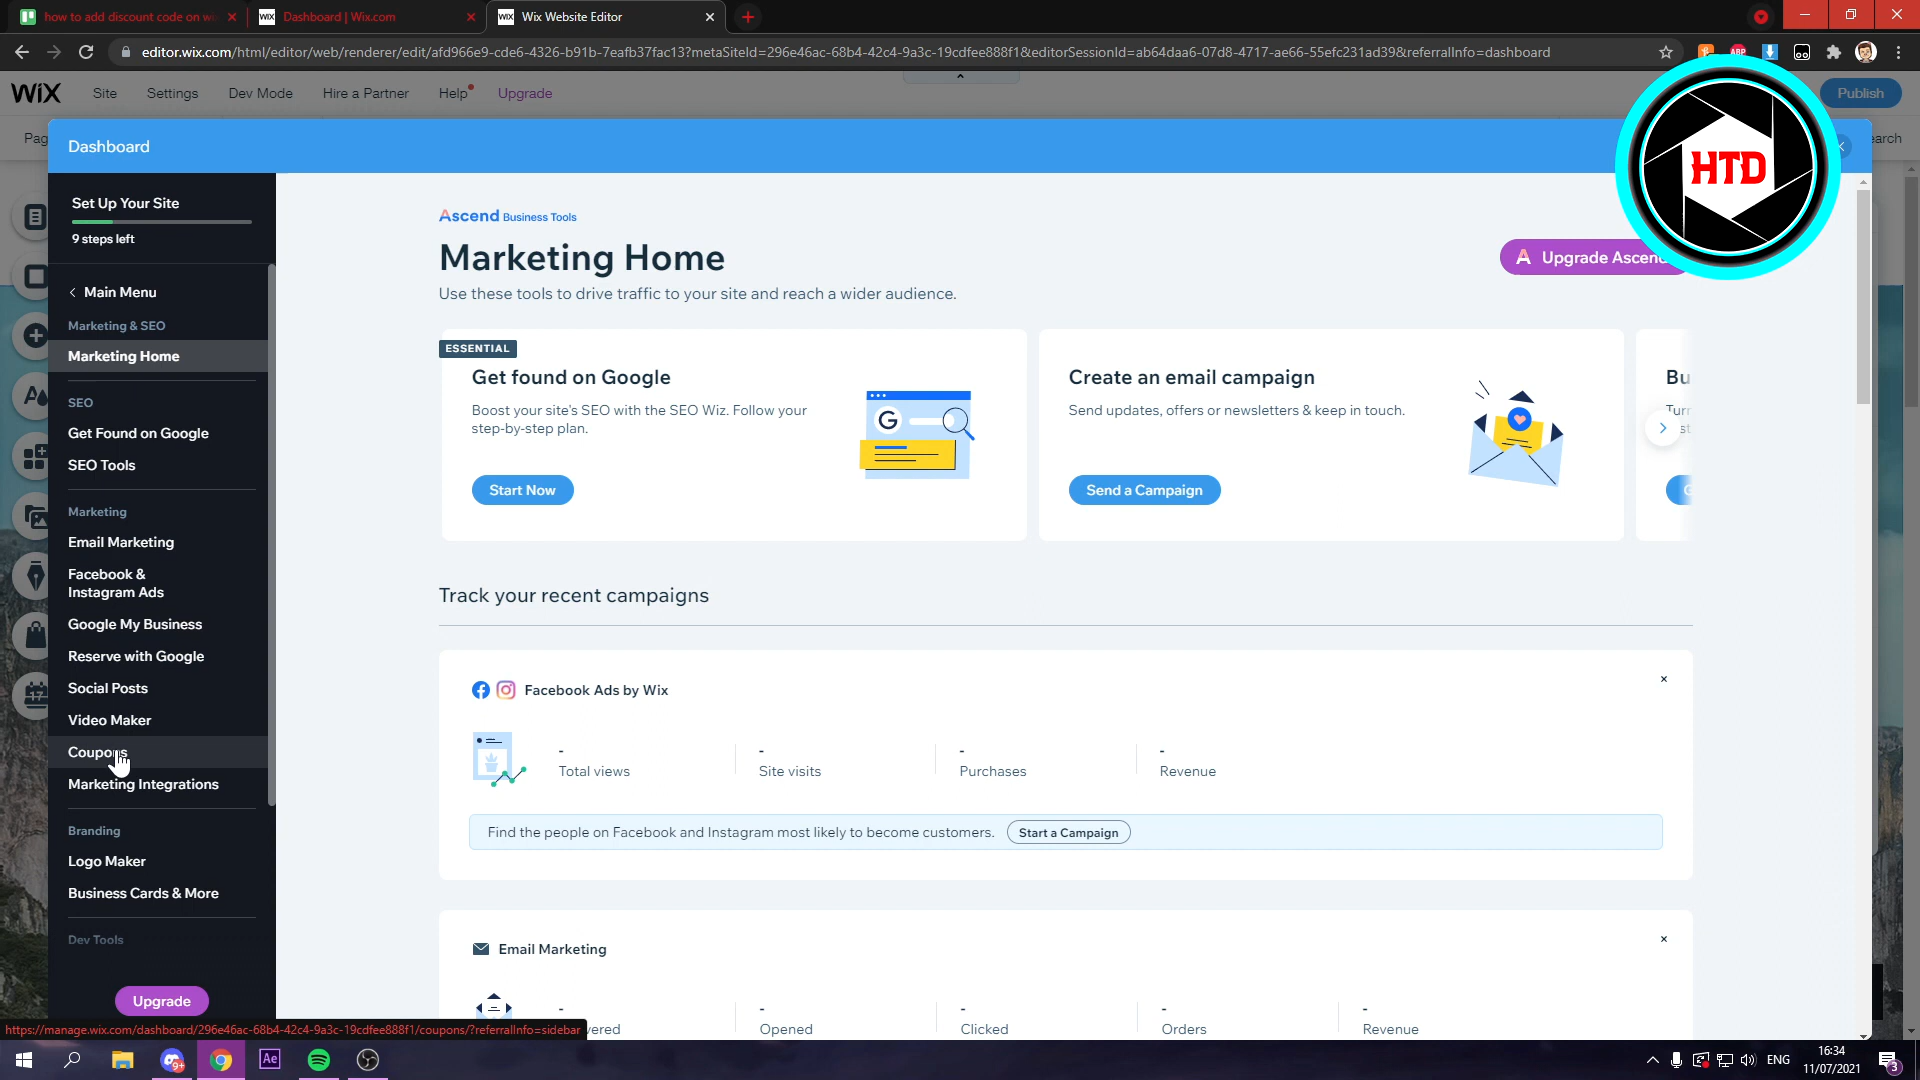 how to add discount code on w
Dashboard | Wix.com
Wix Website Editor
editor.wix.com/html/editor/web/renderer/edit/afd966e9-cde6-4326-b91b-7eafb37fac13?metaSiteId=296e46ac-68b4-42c4-9a3c-19cdfee888f1&editorSessionId=ab64daa6-07d8-4717-ae66-55efc231ad39&referralInfo=dashboard
WiX
Site
Settings
Dev Mode
Hire a Partner
Help
Upgrade
Publish
Pag
earch
Dashboard
HTD
Set Up Your Site
9 steps left
< Main Menu
Marketing & SEO
Marketing Home
SEO
Get Found on Google
SEO Tools
Marketing
Email Marketing
Facebook &
Instagram Ads
Google My Business
Reserve with Google
Social Posts
Video Maker
Coupons
Marketing Integrations
Branding
Logo Maker
Business Cards & More
Dev Tools
Upgrade
Ascend Business Tools
Marketing Home
Use these tools to drive traffic to your site and reach a wider audience.
Upgrade Ascend
ESSENTIAL
Get found on Google
Boost your site's SEO with the SEO Wiz. Follow your
step-by-step plan.
Start Now
Create an email campaign
Send updates, offers or newsletters & keep in touch.
Send a Campaign
Bu
Turr
st
G
Track your recent campaigns
Facebook Ads by Wix
- - - -
Total views
Site visits
Purchases
Revenue
Find the people on Facebook and Instagram most likely to become customers.
Start a Campaign
Email Marketing
- - - - -
vered
Opened
Clicked
Orders
Revenue
https://manage.wix.com/dashboard/296e46ac-68b4-42c4-9a3c-19cdfee888f1/coupons/?referralInfo=sidebar
Ae
ENG
16:34
11/07/2021
3